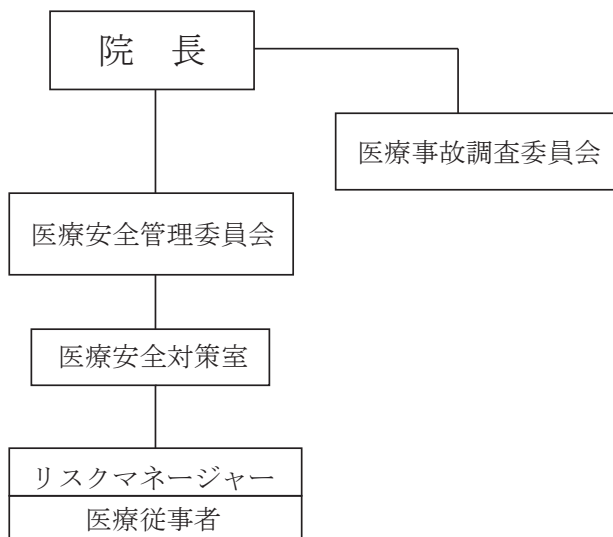 院　長
医療事故調査委員会
医療安全管理委員会
医療安全対策室
リスクマネージャー
医療従事者